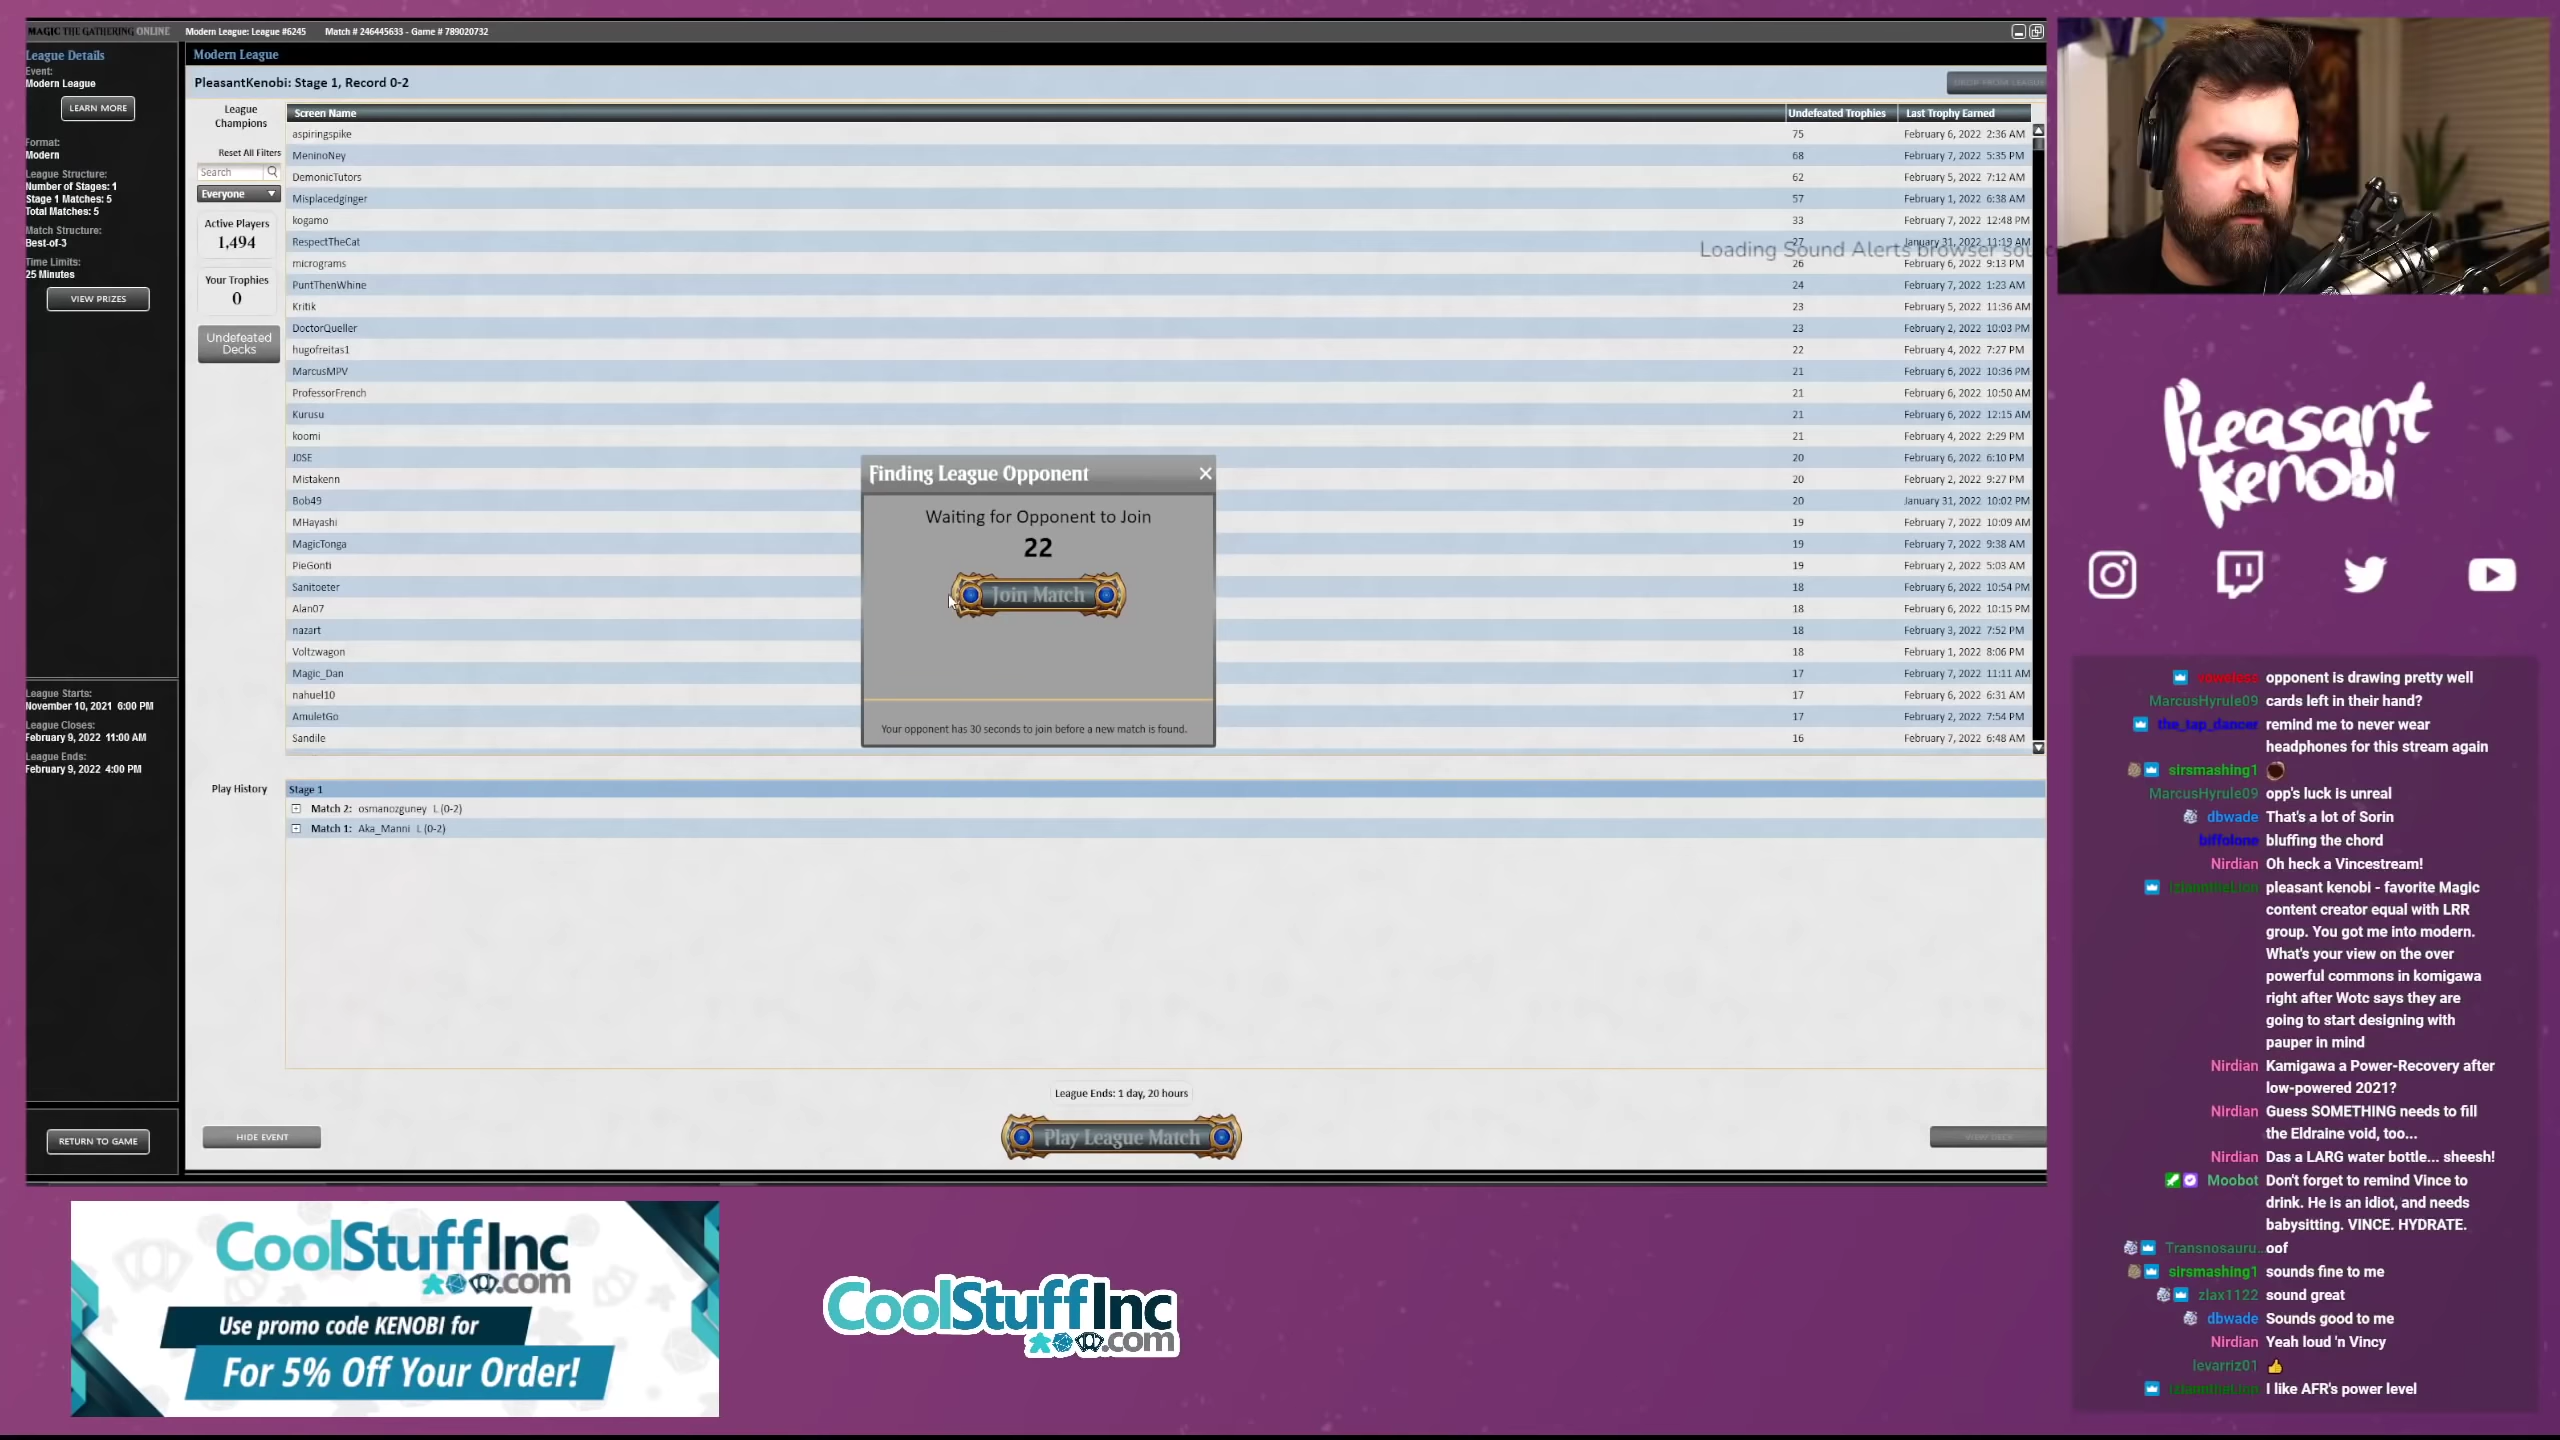 MAGIC THE GATHERING ONLINE
Modern League: League #6245
Match # 246445633 - Game # 789020732
League Details
Event:
Modern League
LEARN MORE
Format:
Modern
League Structure:
Number of Stages: 1
Stage 1 Matches: 5
Total Matches: 5
Match Structure:
Best-of-3
Time Limits:
25 Minutes
VIEW PRIZES
League Starts:
November 10, 2021 6:00 PM
League Closes:
February 9, 2022 11:00 AM
League Ends:
February 9, 2022 4:00 PM
RETURN TO GAME
Modern League
PleasantKenobi: Stage 1, Record 0-2
DROP FROM LEAGUE
League
Champions
Reset All Filters
Search
Everyone
Active Players
1,494
Your Trophies
0
Undefeated
Decks
Screen Name Undefeated Trophies Last Trophy Earned
aspiringspike 75 February 6, 2022 2:36 AM
MeninoNey 68 February 7, 2022 5:35 PM
DemonicTutors 62 February 5, 2022 7:12 AM
Misplacedginger 57 February 1, 2022 6:38 AM
kogamo 33 February 7, 2022 12:48 PM
RespectTheCat 27 January 31, 2022 11:19 AM
Loading Sound Alerts browser
micrograms 26 February 6, 2022 9:13 PM
PuntThenWhine 24 February 7, 2022 1:23 AM
Kritik 23 February 5, 2022 11:36 AM
DoctorQueller 23 February 2, 2022 10:03 PM
hugofreitas1 22 February 4, 2022 7:27 PM
MarcusMPV 21 February 6, 2022 10:36 PM
ProfessorFrench 21 February 6, 2022 10:50 AM
Kurusu 21 February 6, 2022 12:15 AM
koomi 21 February 4, 2022 2:29 PM
J0SE 20 February 6, 2022 6:10 PM
Mistakenn 20 February 2, 2022 9:27 PM
Bob49 20 January 31, 2022 10:02 PM
MHayashi 19 February 7, 2022 10:09 AM
MagicTonga 19 February 7, 2022 9:38 AM
PieGonti 19 February 2, 2022 5:03 AM
Sanitoeter 18 February 6, 2022 10:54 PM
Alan07 18 February 6, 2022 10:15 PM
nazart 18 February 3, 2022 7:52 PM
Voltzwagon 18 February 1, 2022 8:06 PM
Magic_Dan 17 February 7, 2022 11:11 AM
nahuel10 17 February 6, 2022 6:31 AM
AmuletGo 17 February 2, 2022 7:54 PM
Sandile 16 February 7, 2022 6:48 AM
Finding League Opponent
Waiting for Opponent to Join
22
Join Match
Your opponent has 30 seconds to join before a new match is found.
Play History
Stage 1
Match 2: osmanozguney L (0-2)
Match 1: Aka_Manni L (0-2)
League Ends: 1 day, 20 hours
HIDE EVENT
Play League Match
CoolStuffInc
.com
Use promo code KENOBI for
For 5% Off Your Order!
CoolStuffInc
.com
Pleasant
kenobi
opponent is drawing pretty well
MarcusHyrule09 cards left in their hand?
the_tap_dancer remind me to never wear
headphones for this stream again
sirsmashing1
MarcusHyrule09 opp's luck is unreal
dbwade That's a lot of Sorin
biffolone bluffing the chord
Nirdian Oh heck a Vincestream!
pleasant kenobi - favorite Magic
content creator equal with LRR
group. You got me into modern.
What's your view on the over
powerful commons in komigawa
right after Wotc says they are
going to start designing with
pauper in mind
Nirdian Kamigawa a Power-Recovery after
low-powered 2021?
Nirdian Guess SOMETHING needs to fill
the Eldraine void, too...
Nirdian Das a LARG water bottle... sheesh!
Moobot Don't forget to remind Vince to
drink. He is an idiot, and needs
babysitting. VINCE. HYDRATE.
Transnosauru... oof
sirsmashing1 sounds fine to me
zlax1122 sound great
dbwade Sounds good to me
Nirdian Yeah loud 'n Vincy
levarriz01
I like AFR's power level